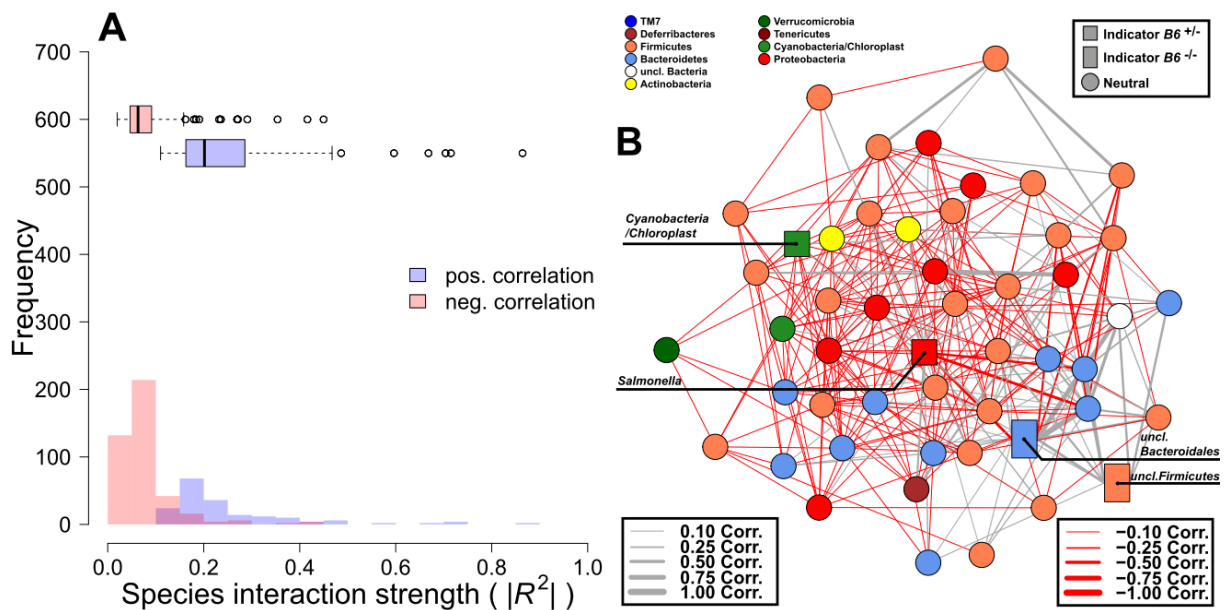 A
700
600
500
400
300
200
100
0
Frequency
pos. correlation
neg. correlation
0.0 0.2 0.4 0.6 0.8 1.0
Species interaction strength ( |R²| )
B
TM7
Deferribacteres
Firmicutes
Bacteroidetes
uncl. Bacteria
Actinobacteria
Verrucomicrobia
Tenericutes
Cyanobacteria/Chloroplast
Proteobacteria
Indicator B6 +/-
Indicator B6 -/-
Neutral
Cyanobacteria
/Chloroplast
Salmonella
uncl.
Bacteroidales
uncl.Firmicutes
0.10 Corr.
0.25 Corr.
0.50 Corr.
0.75 Corr.
1.00 Corr.
−0.10 Corr.
−0.25 Corr.
−0.50 Corr.
−0.75 Corr.
−1.00 Corr.